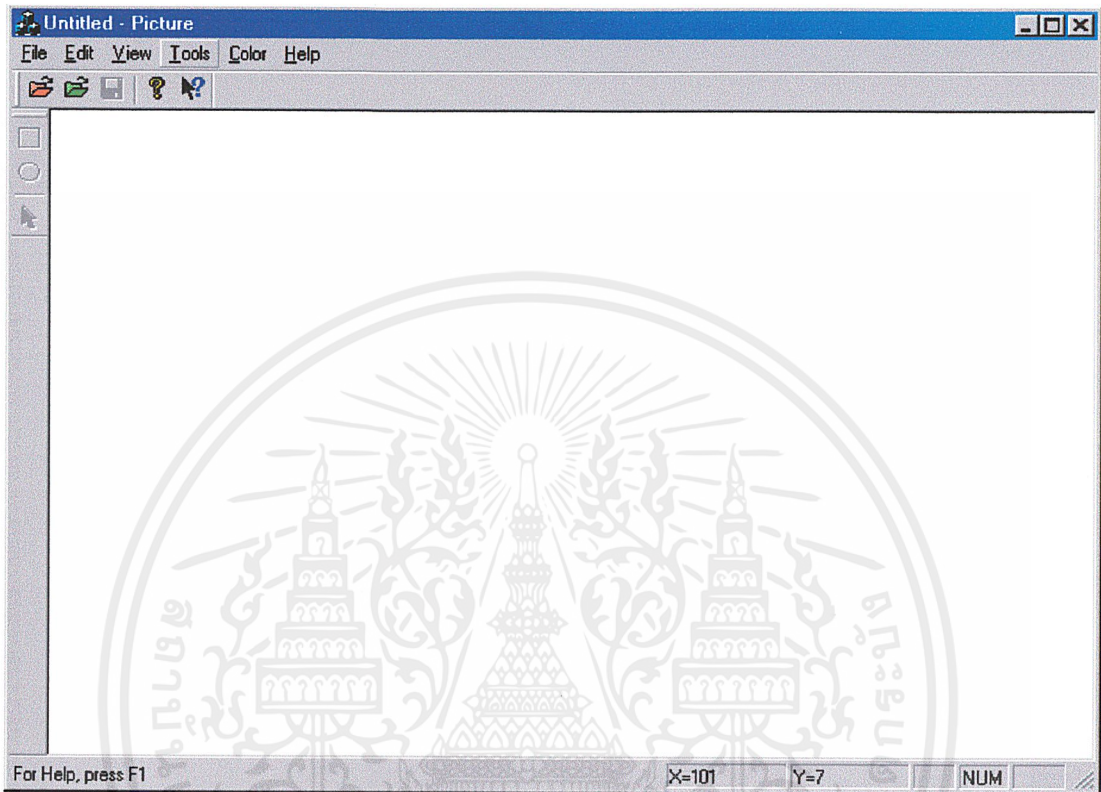 Untitled - Picture
File Edit View Tools Color Help
For Help, press F1 X=101 Y=7 NUM